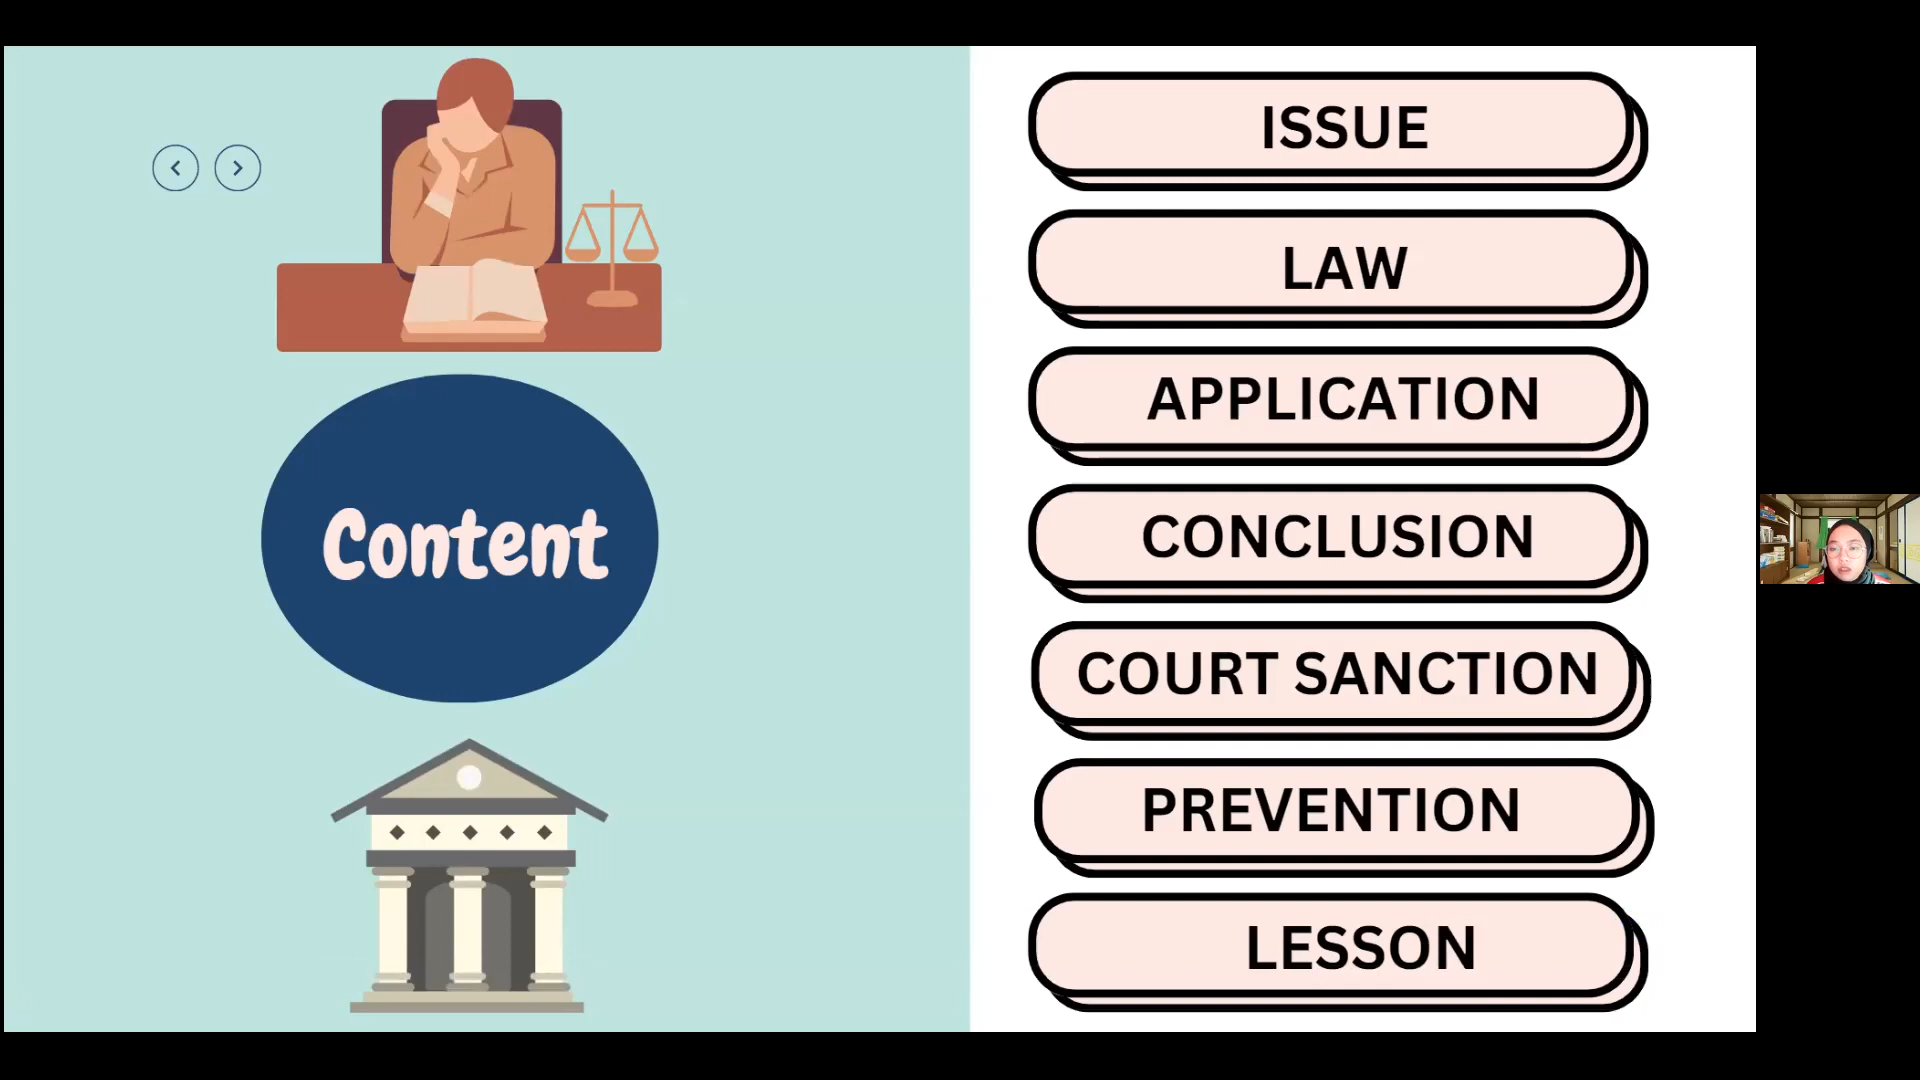 Content
ISSUE
LAW
APPLICATION
CONCLUSION
COURT SANCTION
PREVENTION
LESSON